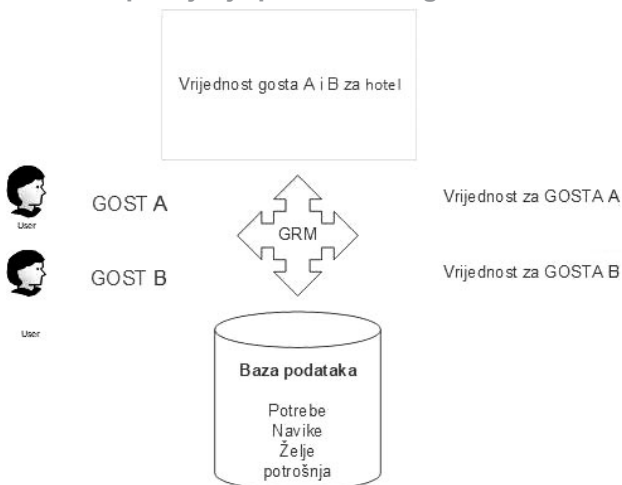 Vrijednost gosta A i B za hotel
GOST A
Vrijednost za GOSTA A
User
GRM
GOST B
Vrijednost za GOSTA B
User
Baza podataka
Potrebe
Navike
Želje
potrošnja